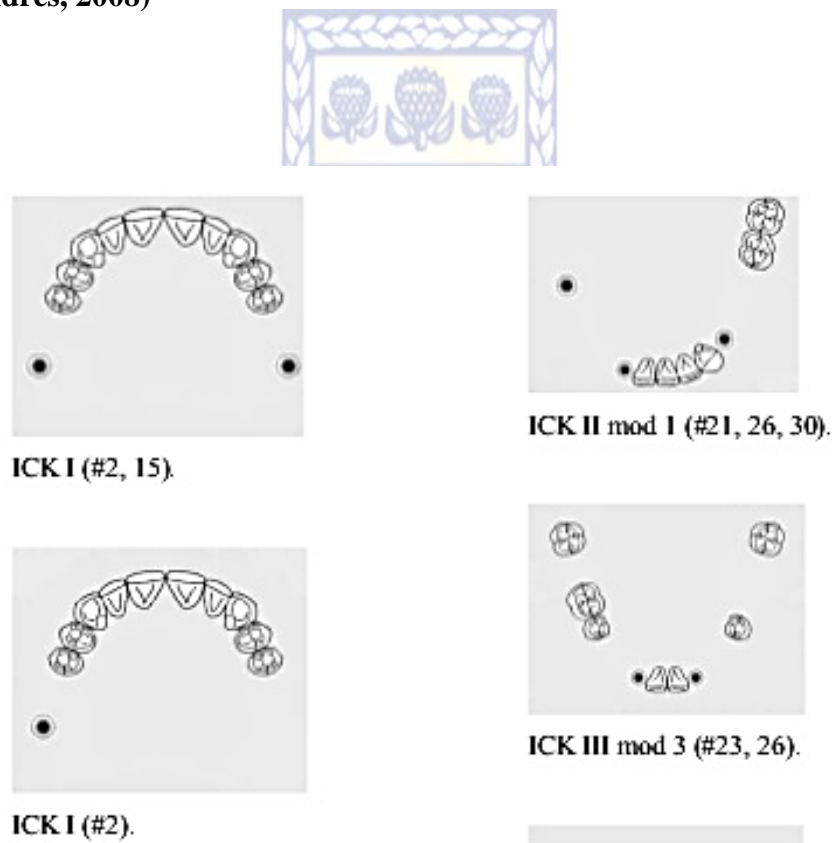 2008)
ICK I (#2, 15).
ICK I (#2).
ICK II mod 1 (#21, 26, 30).
ICK III mod 3 (#23, 26).